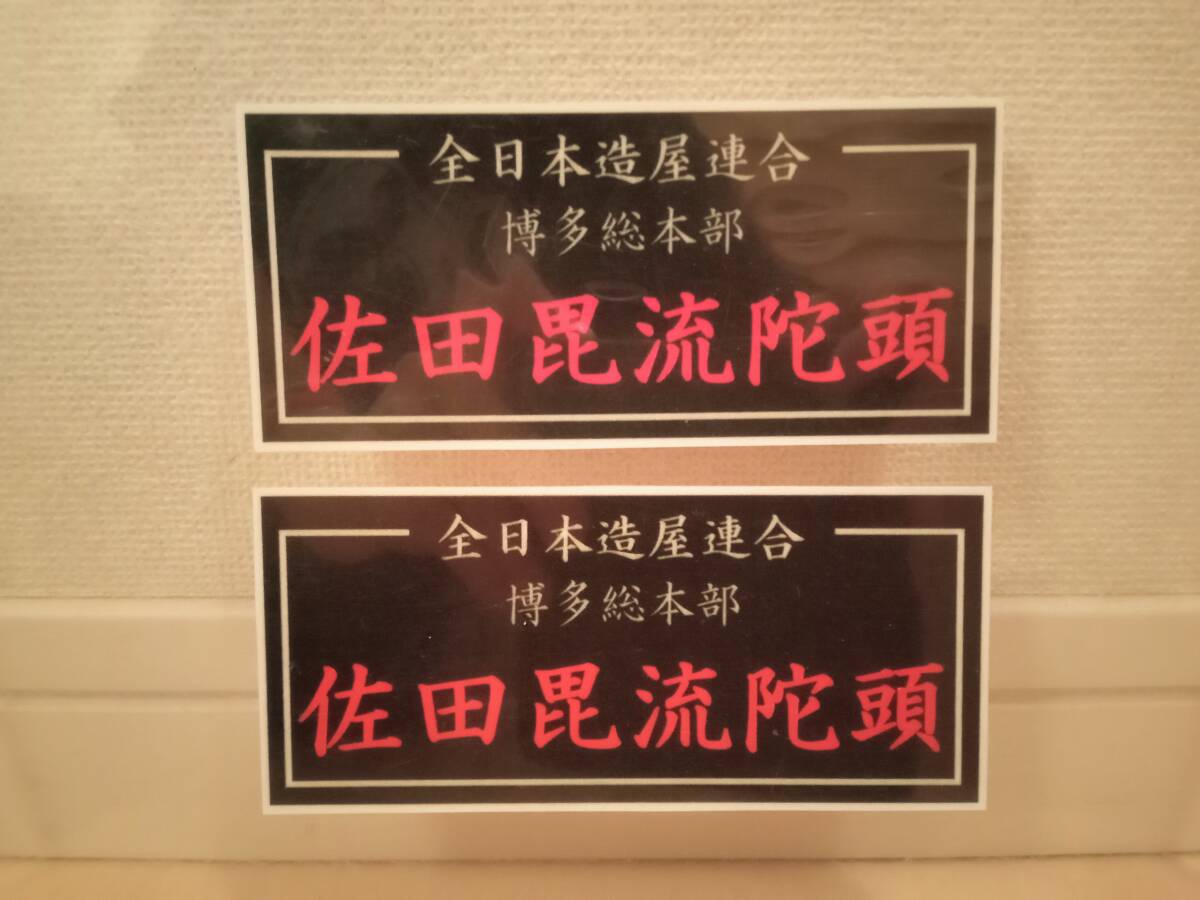 全日本造屋連合
博多総本部
佐田毘流陀頭
全日本造屋連合
博多総本部
佐田毘流陀頭